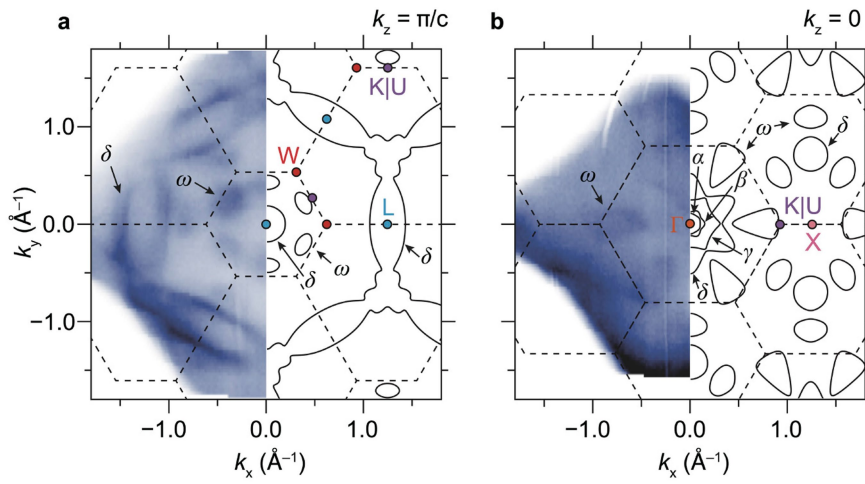 a
k_z = π/c
b
k_z = 0
K|U
δ
ω
W
L
δ
ω
δ
ω
δ
α
β
ω
Γ
K|U
X
γ
δ
1.0
0.0
−1.0
k_y (Å⁻¹)
−1.0
0.0
1.0
k_x (Å⁻¹)
−1.0
0.0
1.0
k_x (Å⁻¹)